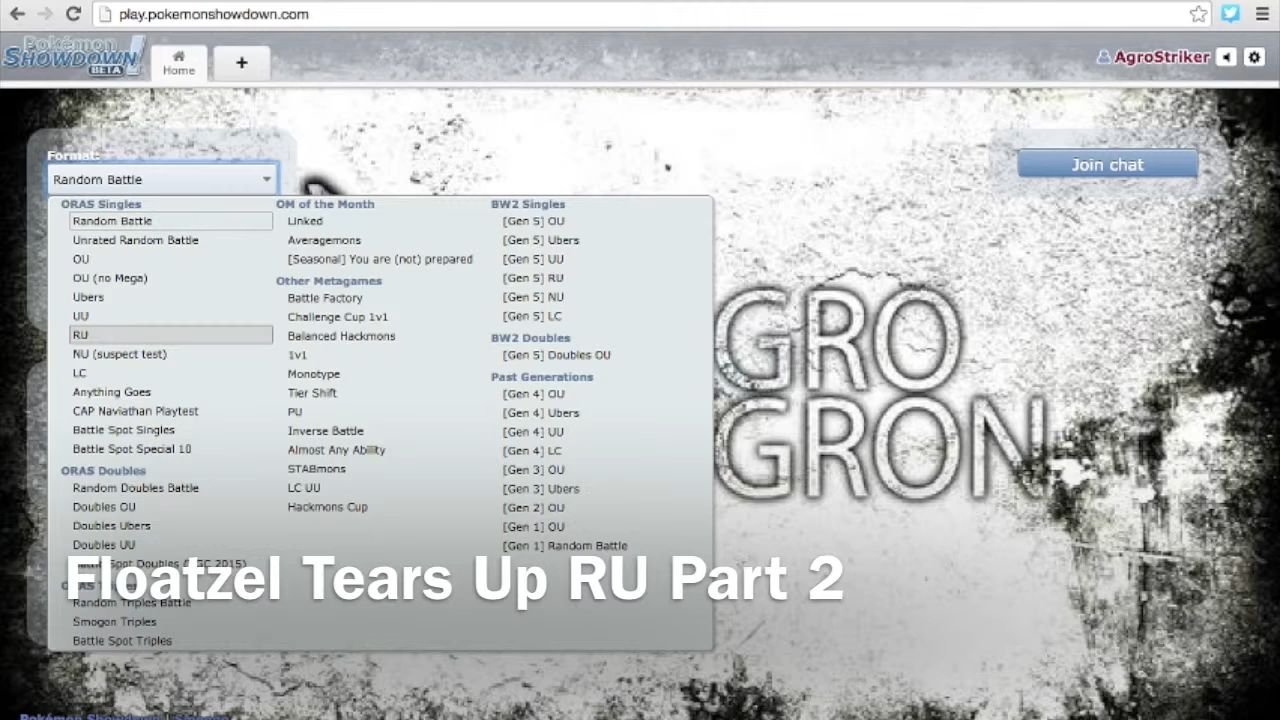 play.pokemonshowdown.com
Pokémon
SHOWDOWN!
BETA
Home
+
AgroStriker
Format:
Random Battle
Join chat
ORAS Singles
Random Battle
Unrated Random Battle
OU
OU (no Mega)
Ubers
UU
RU
NU (suspect test)
LC
Anything Goes
CAP Naviathan Playtest
Battle Spot Singles
Battle Spot Special 10
ORAS Doubles
Random Doubles Battle
Doubles OU
Doubles Ubers
Doubles UU
Spot Doubles
2015)
Random Triples Battle
Smogon Triples
Battle Spot Triples
OM of the Month
Linked
Averagemons
[Seasonal] You are (not) prepared
Other Metagames
Battle Factory
Challenge Cup 1v1
Balanced Hackmons
1v1
Monotype
Tier Shift
PU
Inverse Battle
Almost Any Ability
STABmons
LC UU
Hackmons Cup
BW2 Singles
[Gen 5] OU
[Gen 5] Ubers
[Gen 5] UU
[Gen 5] RU
[Gen 5] NU
[Gen 5] LC
BW2 Doubles
[Gen 5] Doubles OU
Past Generations
[Gen 4] OU
[Gen 4] Ubers
[Gen 4] UU
[Gen 4] LC
[Gen 3] OU
[Gen 3] Ubers
[Gen 2] OU
[Gen 1] OU
[Gen 1] Random Battle
GRO
GRON
Floatzel Tears Up RU Part 2